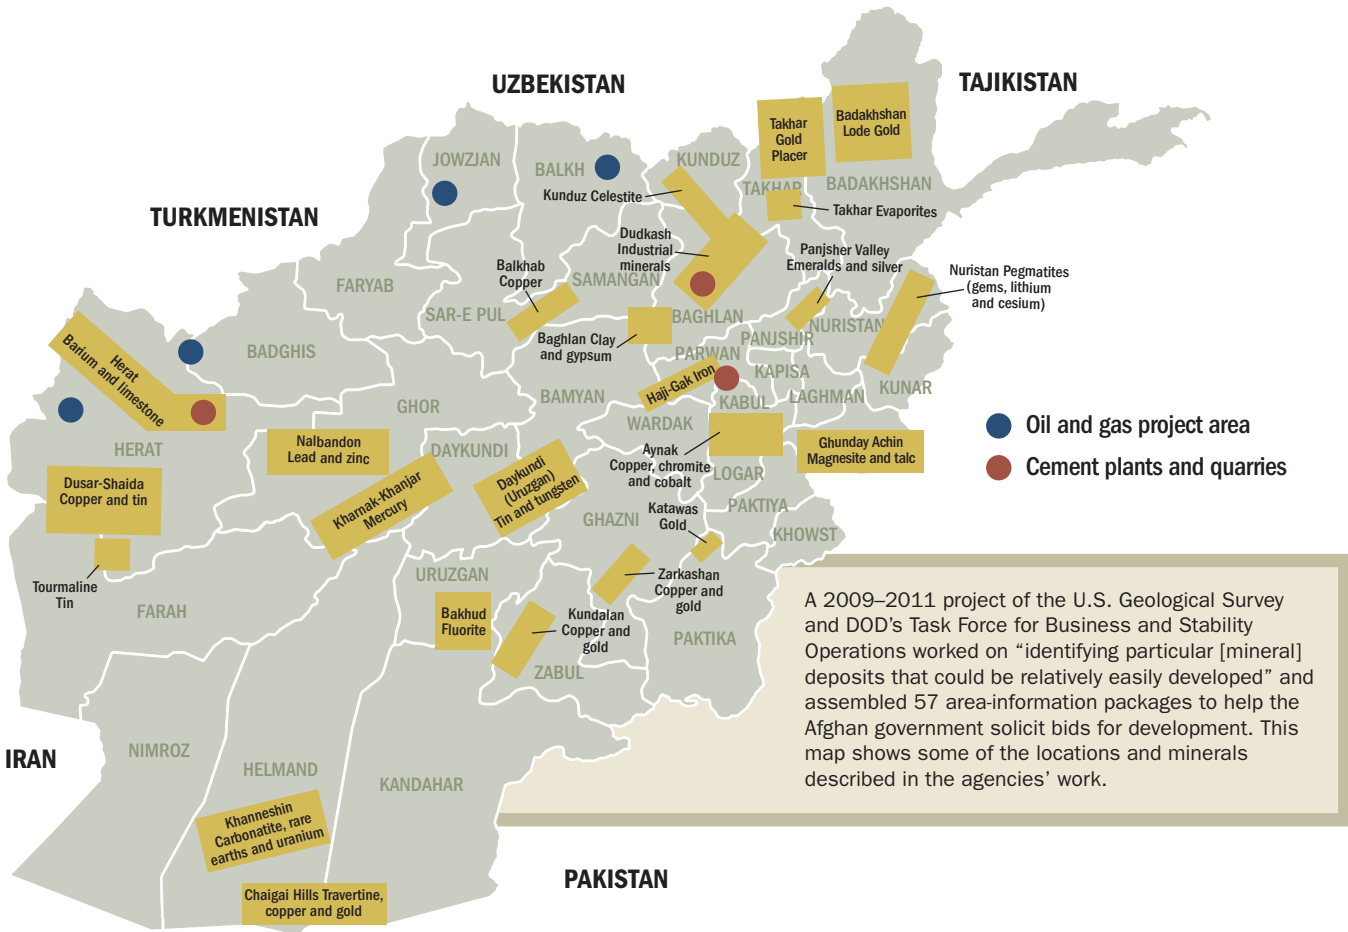 UZBEKISTAN
TAJIKISTAN
TURKMENISTAN
IRAN
PAKISTAN
JOWZJAN
BALKH
KUNDUZ
TAKHAR
BADAKHSHAN
FARYAB
SAR-E PUL
SAMANGAN
BAGHLAN
BADGHIS
PANJSHIR
NURISTAN
PARWAN
KAPISA
KUNAR
LAGHMAN
KABUL
BAMYAN
WARDAK
GHOR
HERAT
DAYKUNDI
LOGAR
PAKTIYA
KHOWST
GHAZNI
URUZGAN
FARAH
ZABUL
PAKTIKA
NIMROZ
HELMAND
KANDAHAR
Takhar
Gold
Placer
Badakhshan
Lode Gold
Kunduz Celestite
Takhar Evaporites
Dudkash
Industrial
minerals
Panjsher Valley
Emeralds and silver
Nuristan Pegmatites
(gems, lithium
and cesium)
Balkhab
Copper
Baghlan Clay
and gypsum
Herat
Barium and limestone
Haji-Gak Iron
Nalbandon
Lead and zinc
Kharnak-Khanjar
Mercury
Daykundi
(Uruzgan)
Tin and tungsten
Aynak
Copper, chromite
and cobalt
Ghunday Achin
Magnesite and talc
Dusar-Shaida
Copper and tin
Tourmaline
Tin
Katawas
Gold
Zarkashan
Copper and
gold
Bakhud
Fluorite
Kundalan
Copper and
gold
Khanneshin
Carbonatite, rare
earths and uranium
Chaigai Hills Travertine,
copper and gold
Oil and gas project area
Cement plants and quarries
A 2009–2011 project of the U.S. Geological Survey
and DOD’s Task Force for Business and Stability
Operations worked on “identifying particular [mineral]
deposits that could be relatively easily developed” and
assembled 57 area-information packages to help the
Afghan government solicit bids for development. This
map shows some of the locations and minerals
described in the agencies’ work.